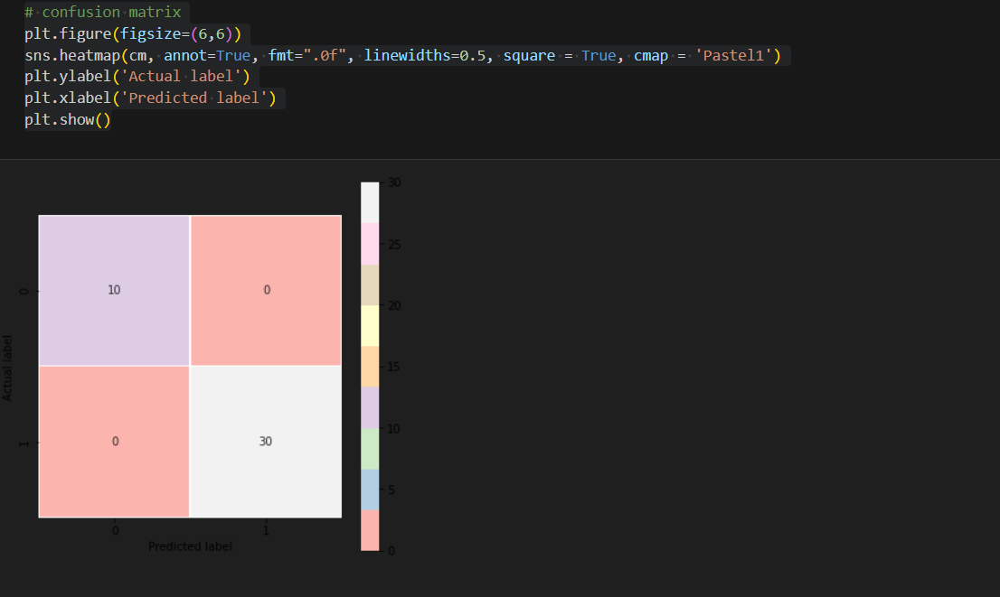 # confusion matrix
plt.figure(figsize=(6,6))
sns.heatmap(cm, annot=True, fmt=".0f", linewidths=0.5, square = True, cmap = 'Pastel1')
plt.ylabel('Actual label')
plt.xlabel('Predicted label')
plt.show()
30
25
20
15
10
5
0
10
0
0
30
0
1
Actual label
0
1
Predicted label